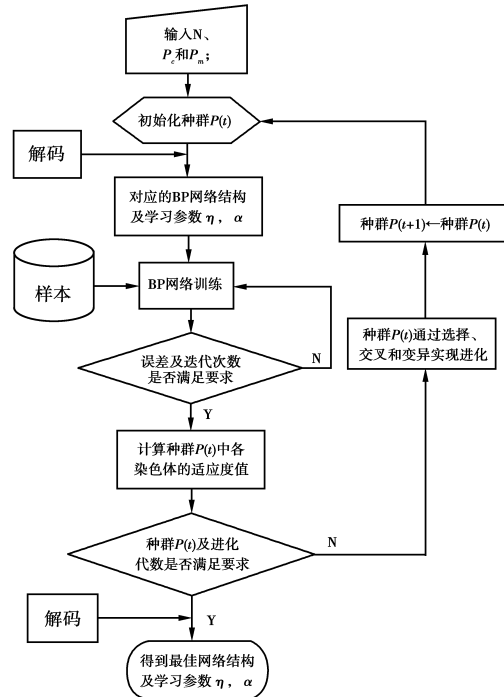 输入N、
Pc和Pm；
初始化种群P(t)
解码
对应的BP网络结构
及学习参数 η， α
种群P(t+1)←种群P(t)
样本
BP网络训练
种群P(t)通过选择、
交叉和变异实现进化
误差及迭代次数
是否满足要求
N
Y
计算种群P(t)中各
染色体的适应度值
种群P(t)及进化
代数是否满足要求
N
解码
Y
得到最佳网络结构
及学习参数 η， α